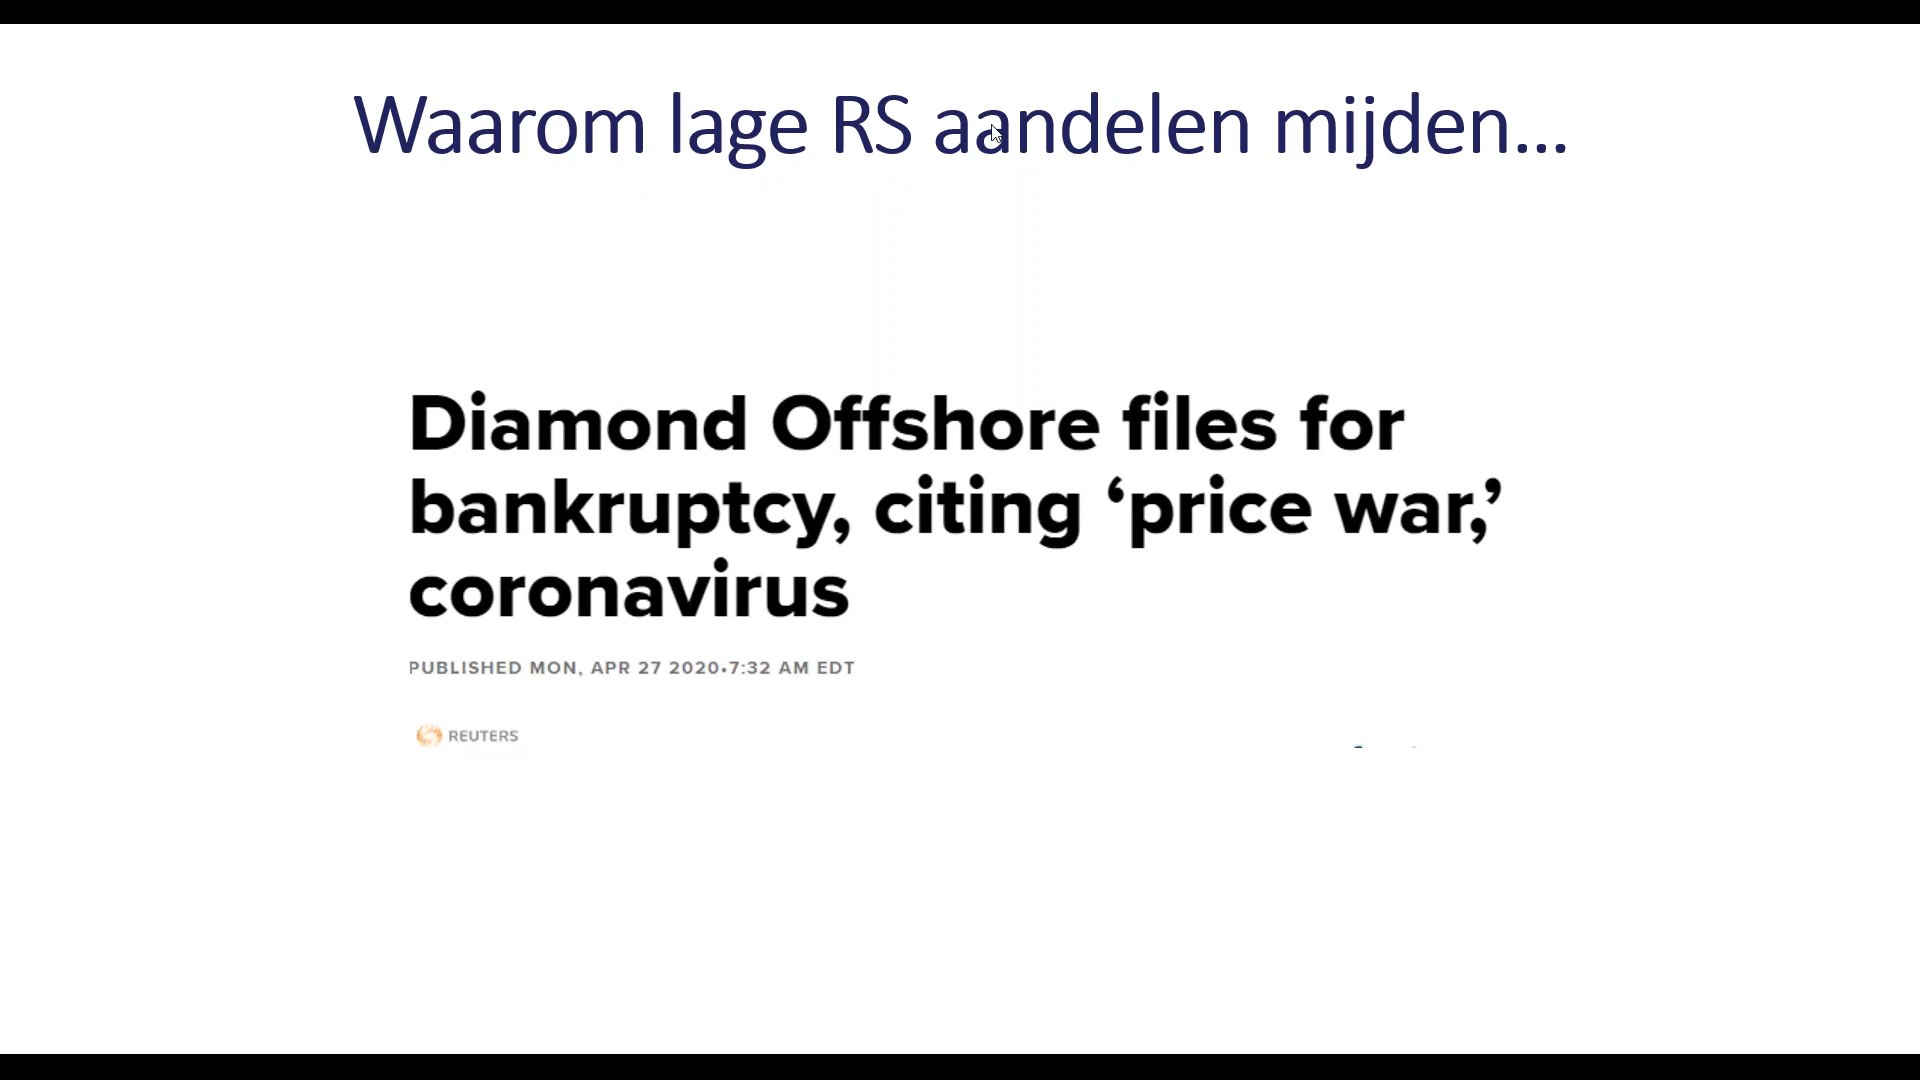 Waarom lage RS aandelen mijden...
Diamond Offshore files for
bankruptcy, citing ‘price war,’
coronavirus
PUBLISHED MON, APR 27 2020•7:32 AM EDT
REUTERS